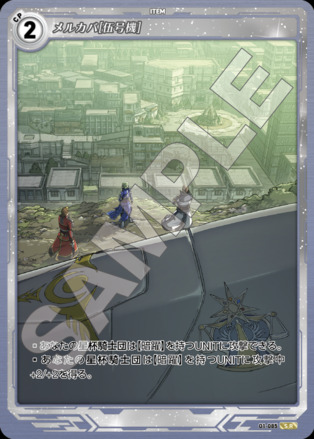 ITEM
CP
2
メルカバ[伍号機]
SAMPLE
・あなたの星杯騎士団は【暗躍】を持つUNITに攻撃できる。
・あなたの星杯騎士団は【暗躍】を持つUNITに攻撃中
+2/+2を得る。
01-085